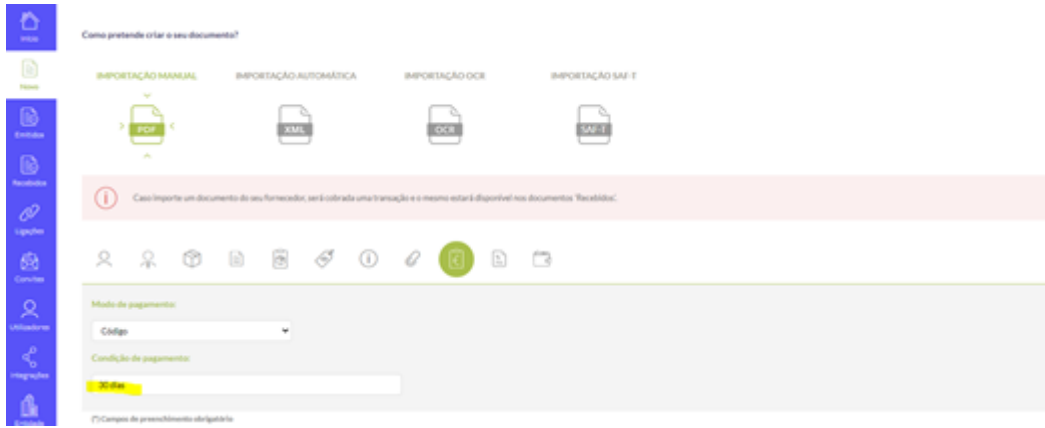 Início
Como pretende criar o seu documento?
IMPORTAÇÃO MANUAL IMPORTAÇÃO AUTOMÁTICA IMPORTAÇÃO OCR IMPORTAÇÃO SAF-T
Novo
PDF XML OCR SAF-T
Emitidos
Recebidos
Caso importe um documento do seu fornecedor, será cobrada uma transação e o mesmo estará disponível nos documentos 'Recebidos'.
Ligações
Convites
Modo de pagamento:
Utilizadores
Código
Condição de pagamento:
Integrações
30 dias
(*) Campos de preenchimento obrigatório
Entidade